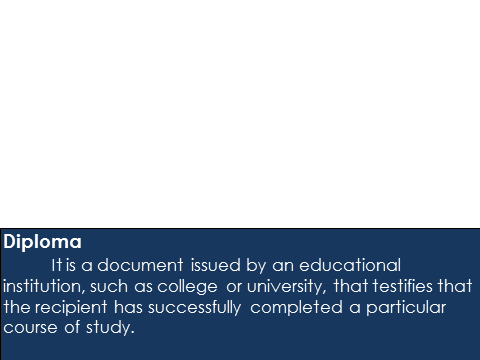 Diploma
It is a document issued by an educational
institution, such as college or university, that testifies that
the recipient has successfully completed a particular
course of study.